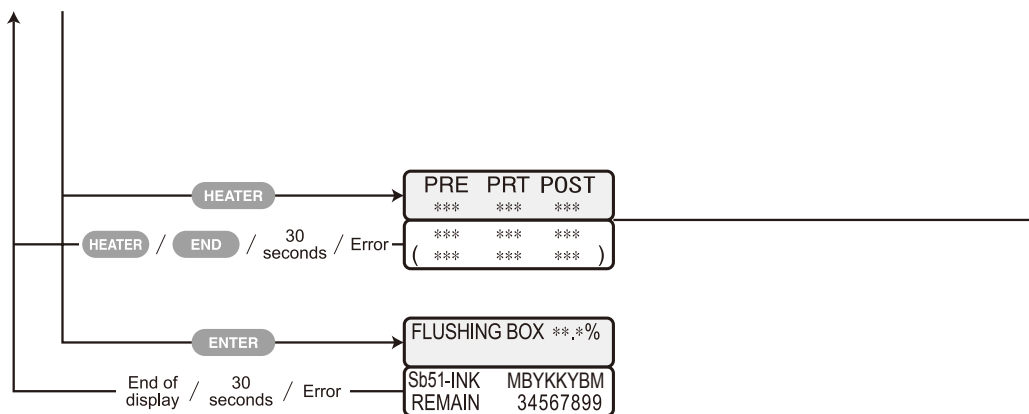 HEATER
PRE PRT POST
*** *** ***
*** *** ***
( *** *** *** )
HEATER / END / 30 seconds / Error
ENTER
FLUSHING BOX **.*%
Sb51-INK MBYKKYBM
REMAIN 34567899
End of display / 30 seconds / Error